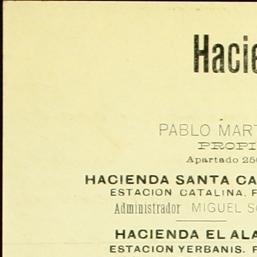 Hacie
PABLO MART
PROPI
Apartado 25
HACIENDA SANTA CA
ESTACION CATALINA, F
Administrador MIGUEL S
HACIENDA EL ALA
ESTACION YERBANIS. F